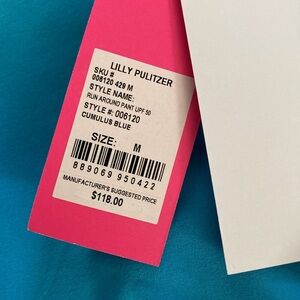 LILLY PULITZER
SKU #
006120 429 M
STYLE NAME:
RUN AROUND PANT UPF 50
STYLE #: 006120
CUMULUS BLUE
SIZE: M
889069 950422
MANUFACTURER'S SUGGESTED PRICE
$118.00